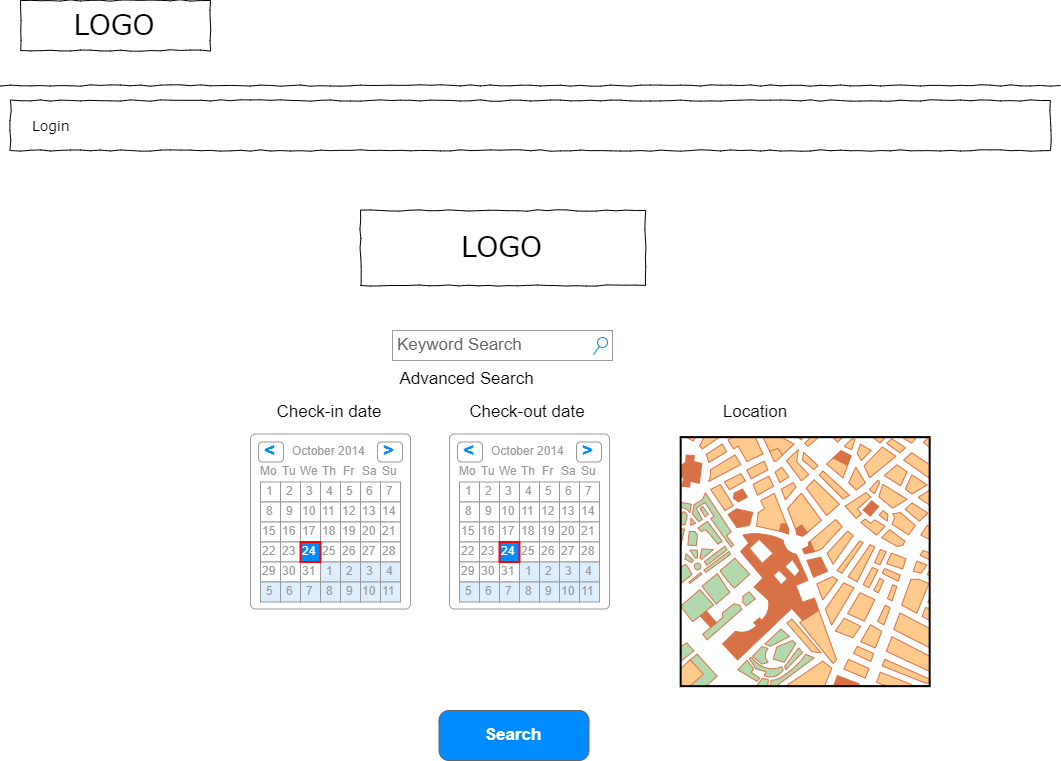 LOGO
Login
LOGO
Keyword Search
Advanced Search
Check-in date
< October 2014 >
Mo Tu We Th Fr Sa Su
1 2 3 4 5 6 7
8 9 10 11 12 13 14
15 16 17 18 19 20 21
22 23 24 25 26 27 28
29 30 31 1 2 3 4
5 6 7 8 9 10 11
Check-out date
< October 2014 >
Mo Tu We Th Fr Sa Su
1 2 3 4 5 6 7
8 9 10 11 12 13 14
15 16 17 18 19 20 21
22 23 24 25 26 27 28
29 30 31 1 2 3 4
5 6 7 8 9 10 11
Location
Search